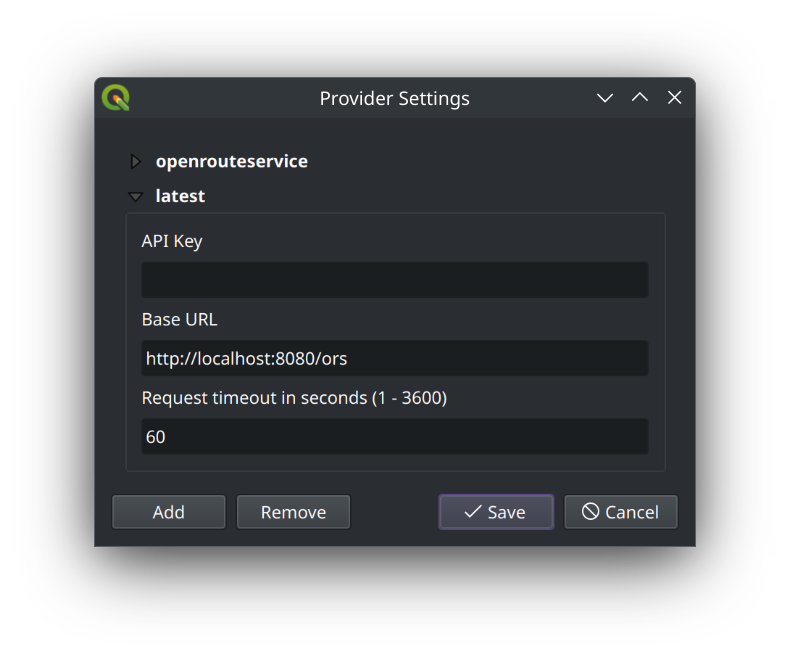 Provider Settings
openrouteservice
latest
API Key
Base URL
http://localhost:8080/ors
Request timeout in seconds (1 - 3600)
60
Add Remove Save Cancel